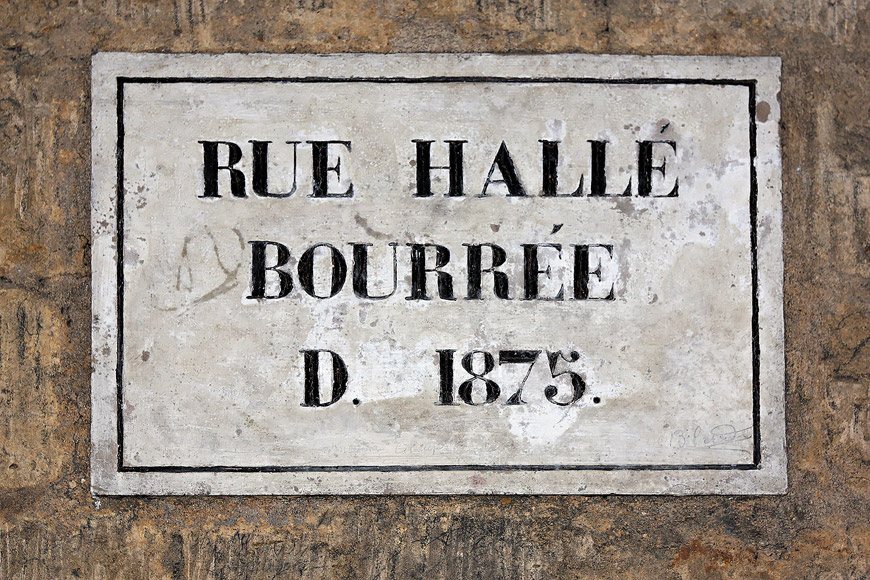 RUE HALLÉ
BOURRÉE
D. 1875.